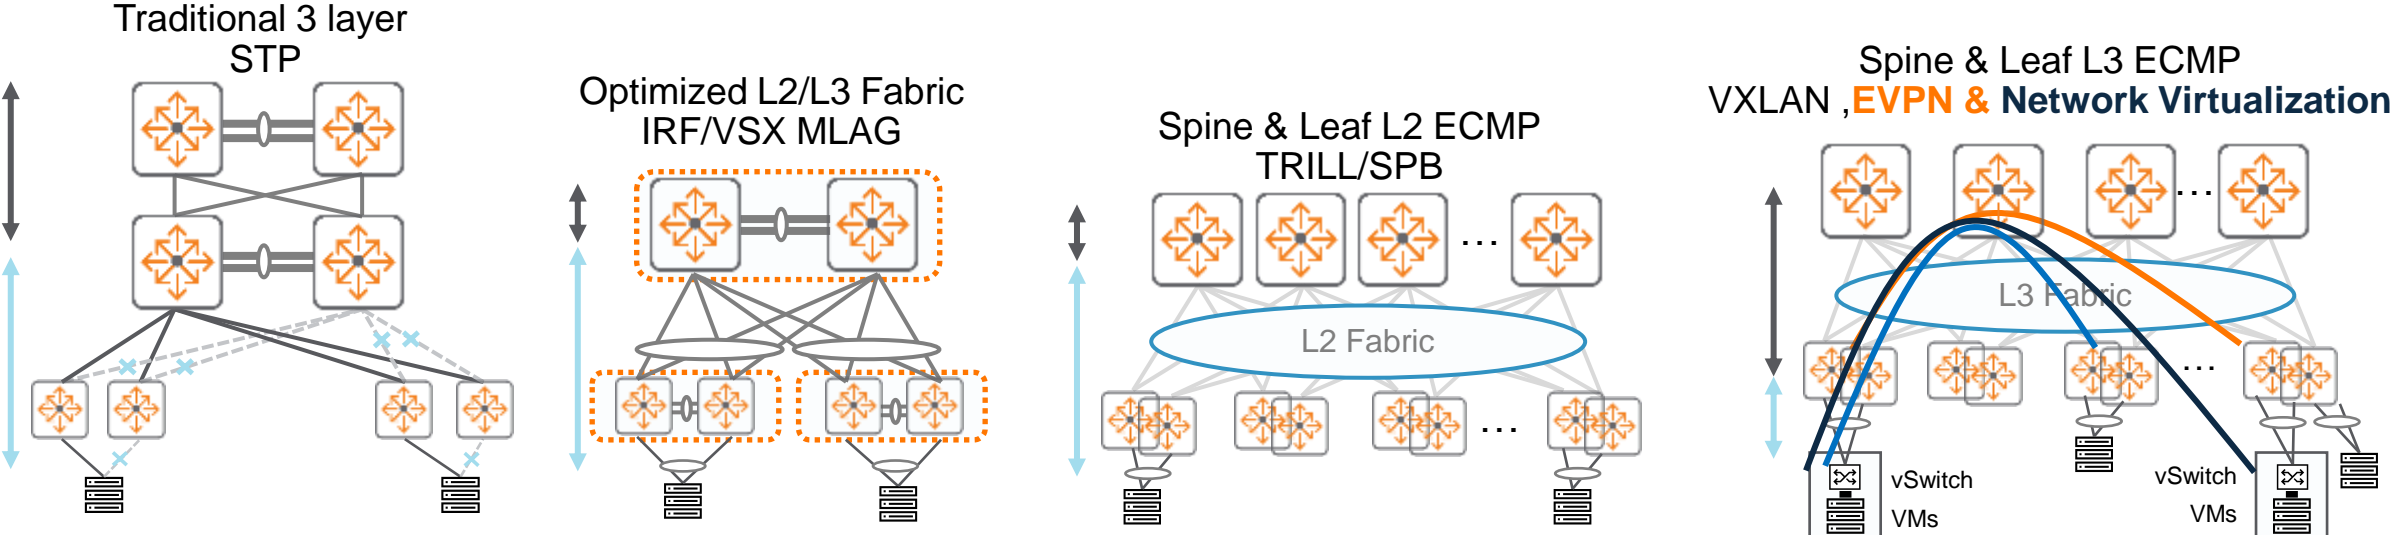 Traditional 3 layer
STP
Optimized L2/L3 Fabric
IRF/VSX MLAG
Spine & Leaf L2 ECMP
TRILL/SPB
...
L2 Fabric
...
Spine & Leaf L3 ECMP
VXLAN ,EVPN & Network Virtualization
...
L3 Fabric
...
vSwitch
VMs
vSwitch
VMs